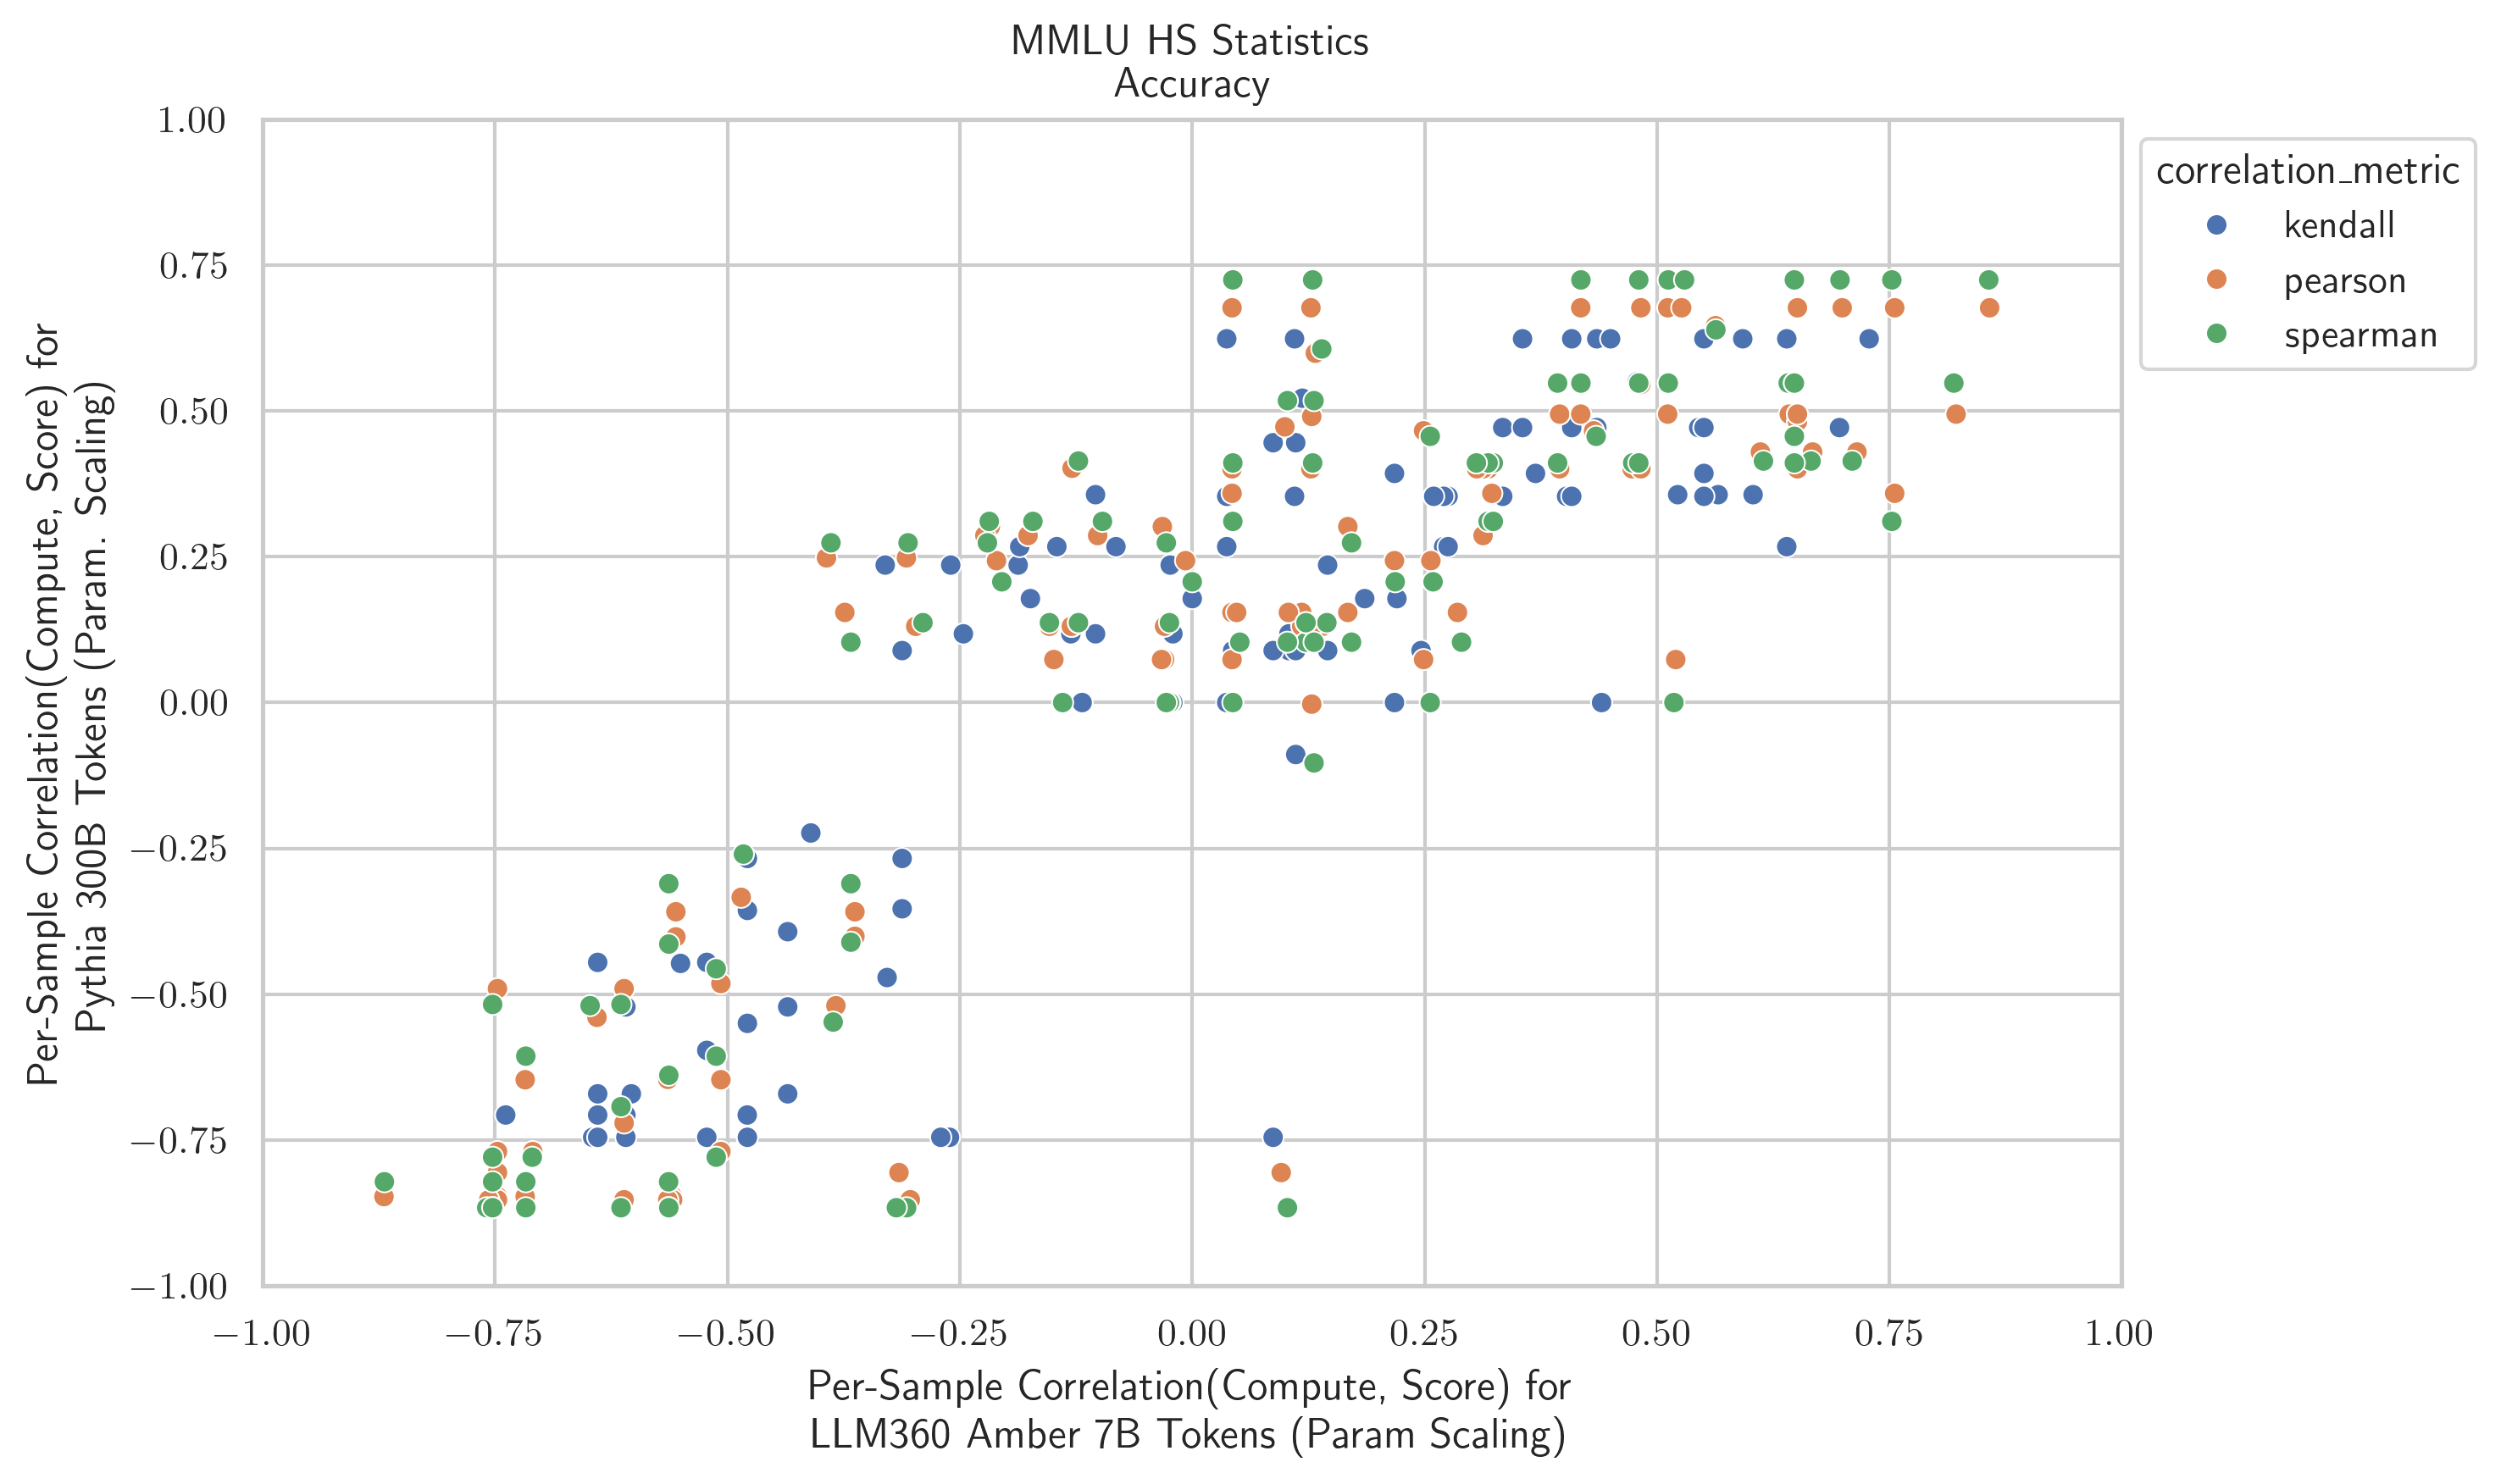 MMLU HS Statistics
Accuracy
1.00
0.75
0.50
0.25
0.00
−0.25
−0.50
−0.75
−1.00
Per-Sample Correlation(Compute, Score) for
Pythia 300B Tokens (Param. Scaling)
−1.00
−0.75
−0.50
−0.25
0.00
0.25
0.50
0.75
1.00
Per-Sample Correlation(Compute, Score) for
LLM360 Amber 7B Tokens (Param Scaling)
correlation_metric
kendall
pearson
spearman